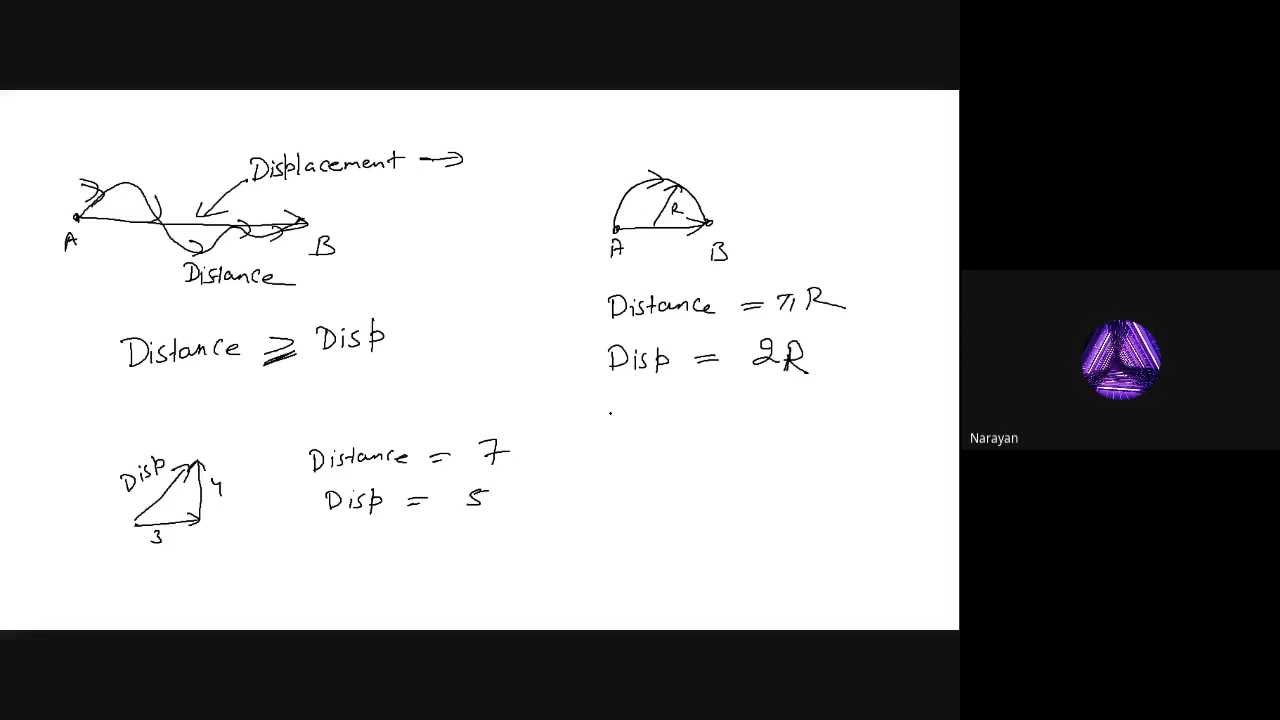 Displacement →
A
B
Distance
Distance ≥ Disp
Disp
4
3
Distance = 7
Disp = 5
R
A
B
Distance = πR
Disp = 2R
Narayan